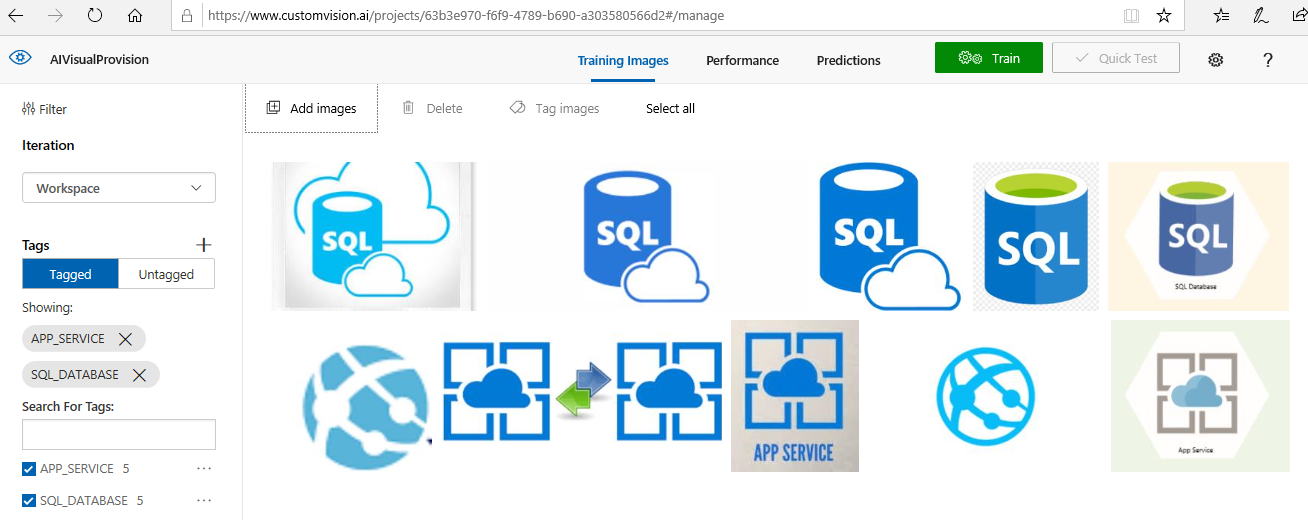 https://www.customvision.ai/projects/63b3e970-f6f9-4789-b690-a303580566d2#/manage
AIVisualProvision
Training Images
Performance
Predictions
Train
Quick Test
?
Filter
Add images
Delete
Tag images
Select all
Iteration
Workspace
Tags
Tagged
Untagged
Showing:
APP_SERVICE
SQL_DATABASE
Search For Tags:
APP_SERVICE 5
SQL_DATABASE 5
SQL
SQL
SQL
SQL
SQL
SQL Database
APP SERVICE
App Service